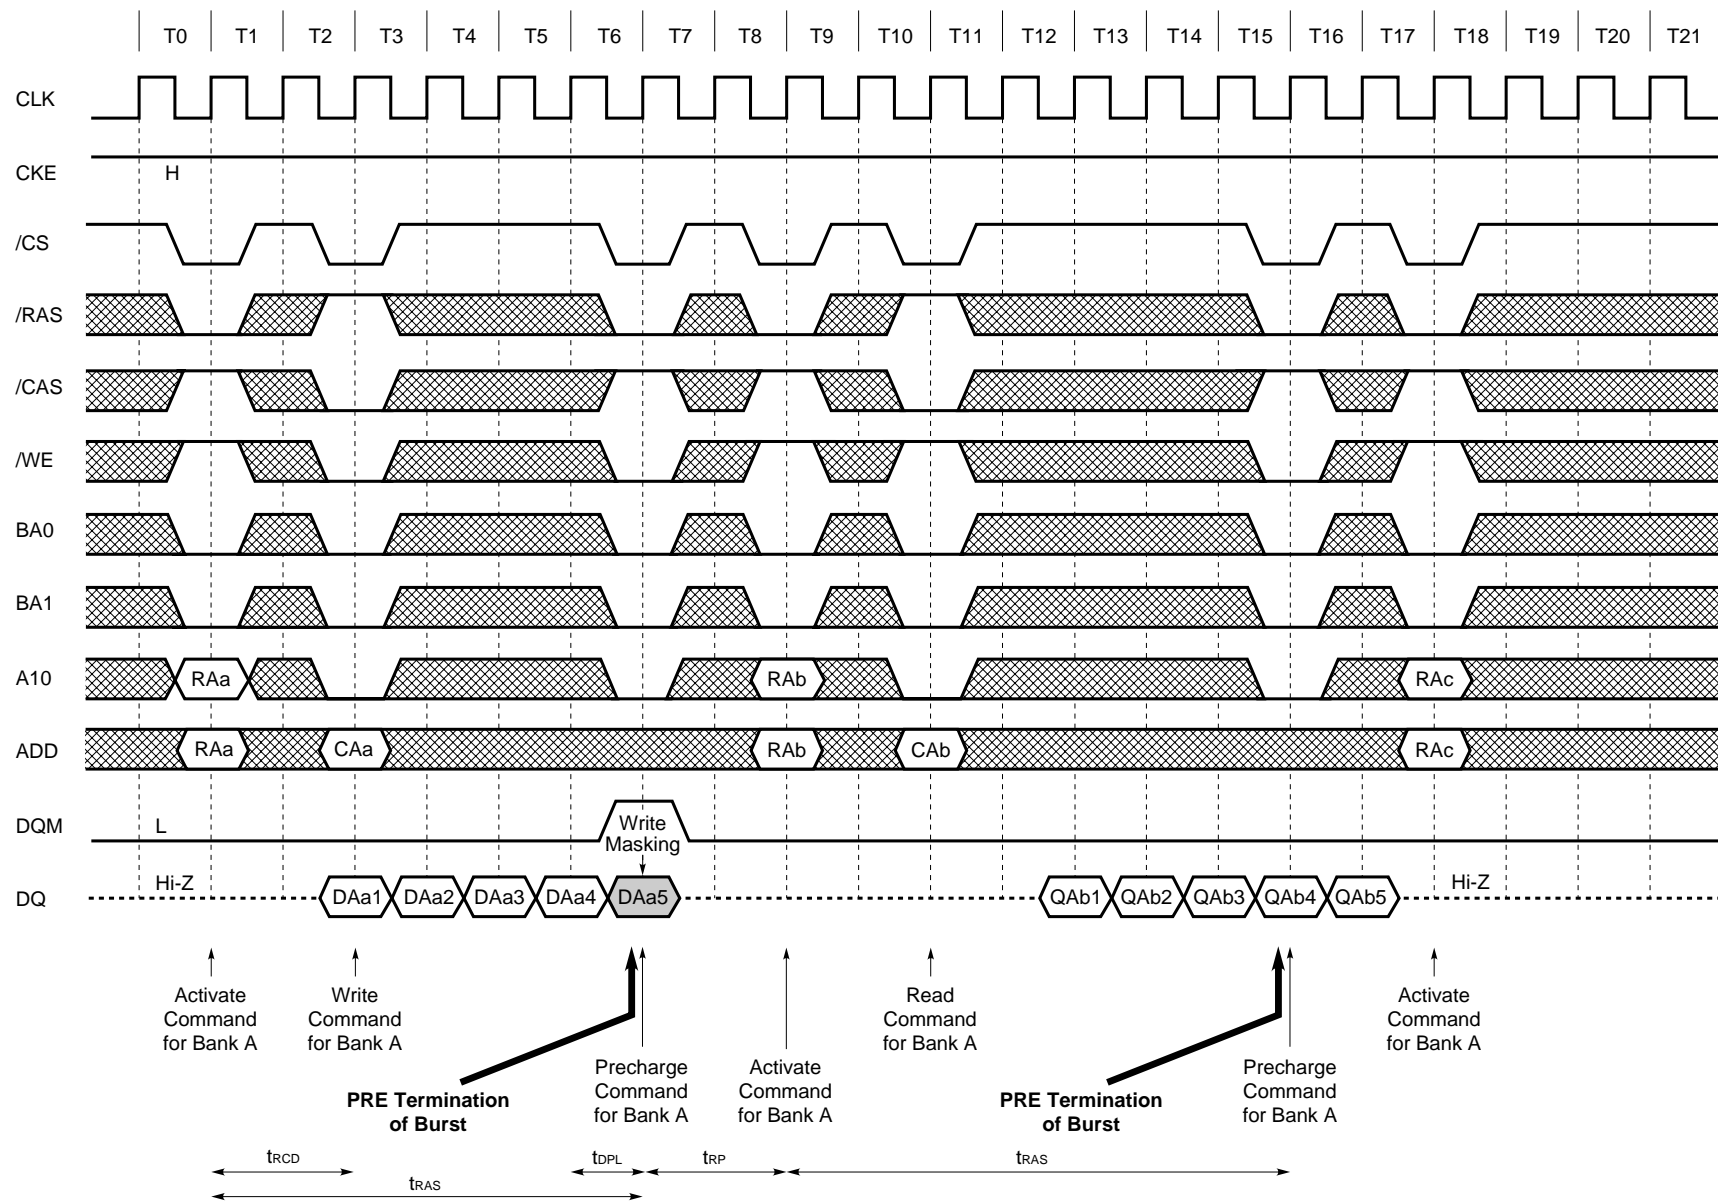 T0 T1 T2 T3 T4 T5 T6 T7 T8 T9 T10 T11 T12 T13 T14 T15 T16 T17 T18 T19 T20 T21
CLK
CKE H
/CS
/RAS
/CAS
/WE
BA0
BA1
A10 RAa RAb RAc
ADD RAa CAa RAb CAb RAc
DQM L Write
Masking
DQ Hi-Z DAa1 DAa2 DAa3 DAa4 DAa5 QAb1 QAb2 QAb3 QAb4 QAb5 Hi-Z
Activate
Command
for Bank A
Write
Command
for Bank A
PRE Termination
of Burst
Precharge
Command
for Bank A
Activate
Command
for Bank A
Read
Command
for Bank A
PRE Termination
of Burst
Precharge
Command
for Bank A
Activate
Command
for Bank A
tRCD tDPL tRP tRAS
tRAS